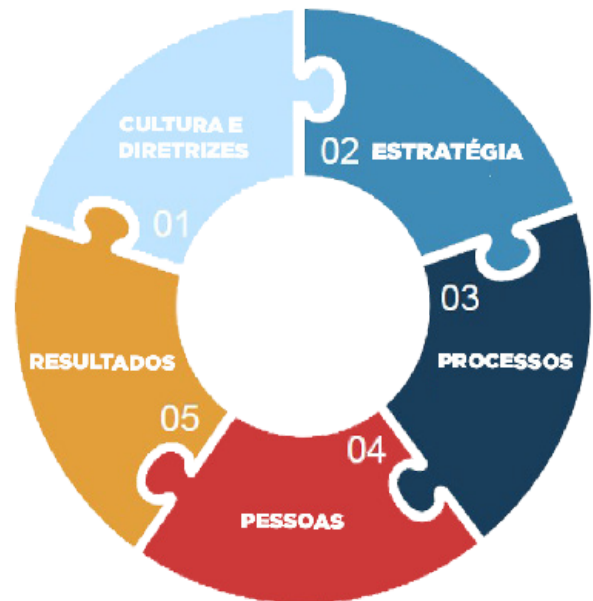 CULTURA E
DIRETRIZES
01
02 ESTRATÉGIA
03
PROCESSOS
04
PESSOAS
05
RESULTADOS